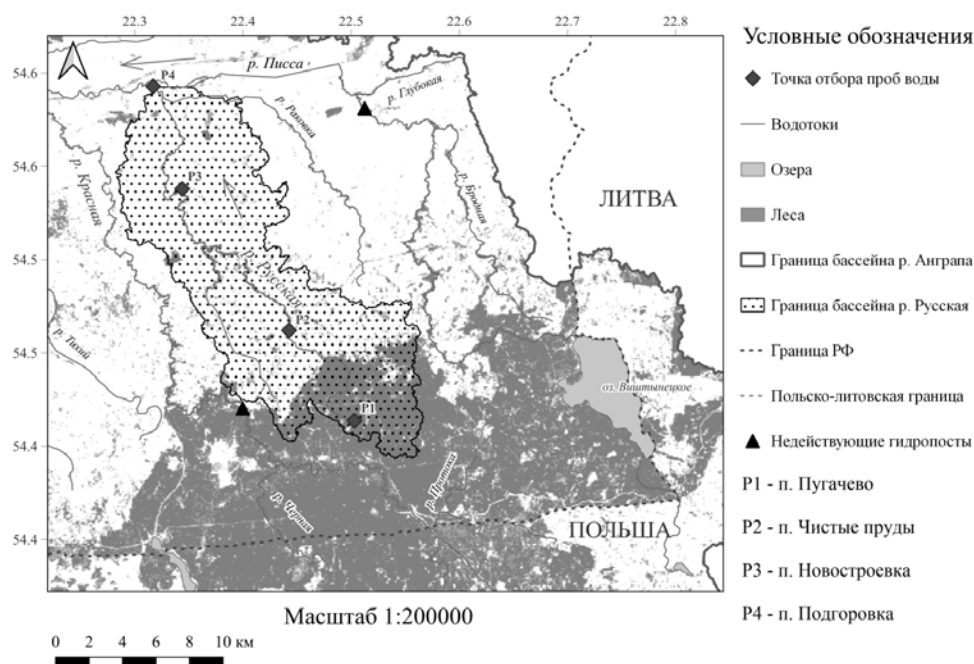 22.3 22.4 22.5 22.6 22.7 22.8
54.6
54.6
54.5
54.5
54.4
54.4
P4
р. Писса
р. Глубокая
р. Раковка
р. Красная
P3
р. Бродная
ЛИТВА
р. Русская
P2
р. Тихий
оз. Виштынецкое
P1
р. Протока
р. Черная
ПОЛЬША
Масштаб 1:200000
0 2 4 6 8 10 км
Условные обозначения
Точка отбора проб воды
Водотоки
Озера
Леса
Граница бассейна р. Анграпа
Граница бассейна р. Русская
Граница РФ
Польско-литовская граница
Недействующие гидропосты
P1 - п. Пугачево
P2 - п. Чистые пруды
P3 - п. Новостроевка
P4 - п. Подгоровка